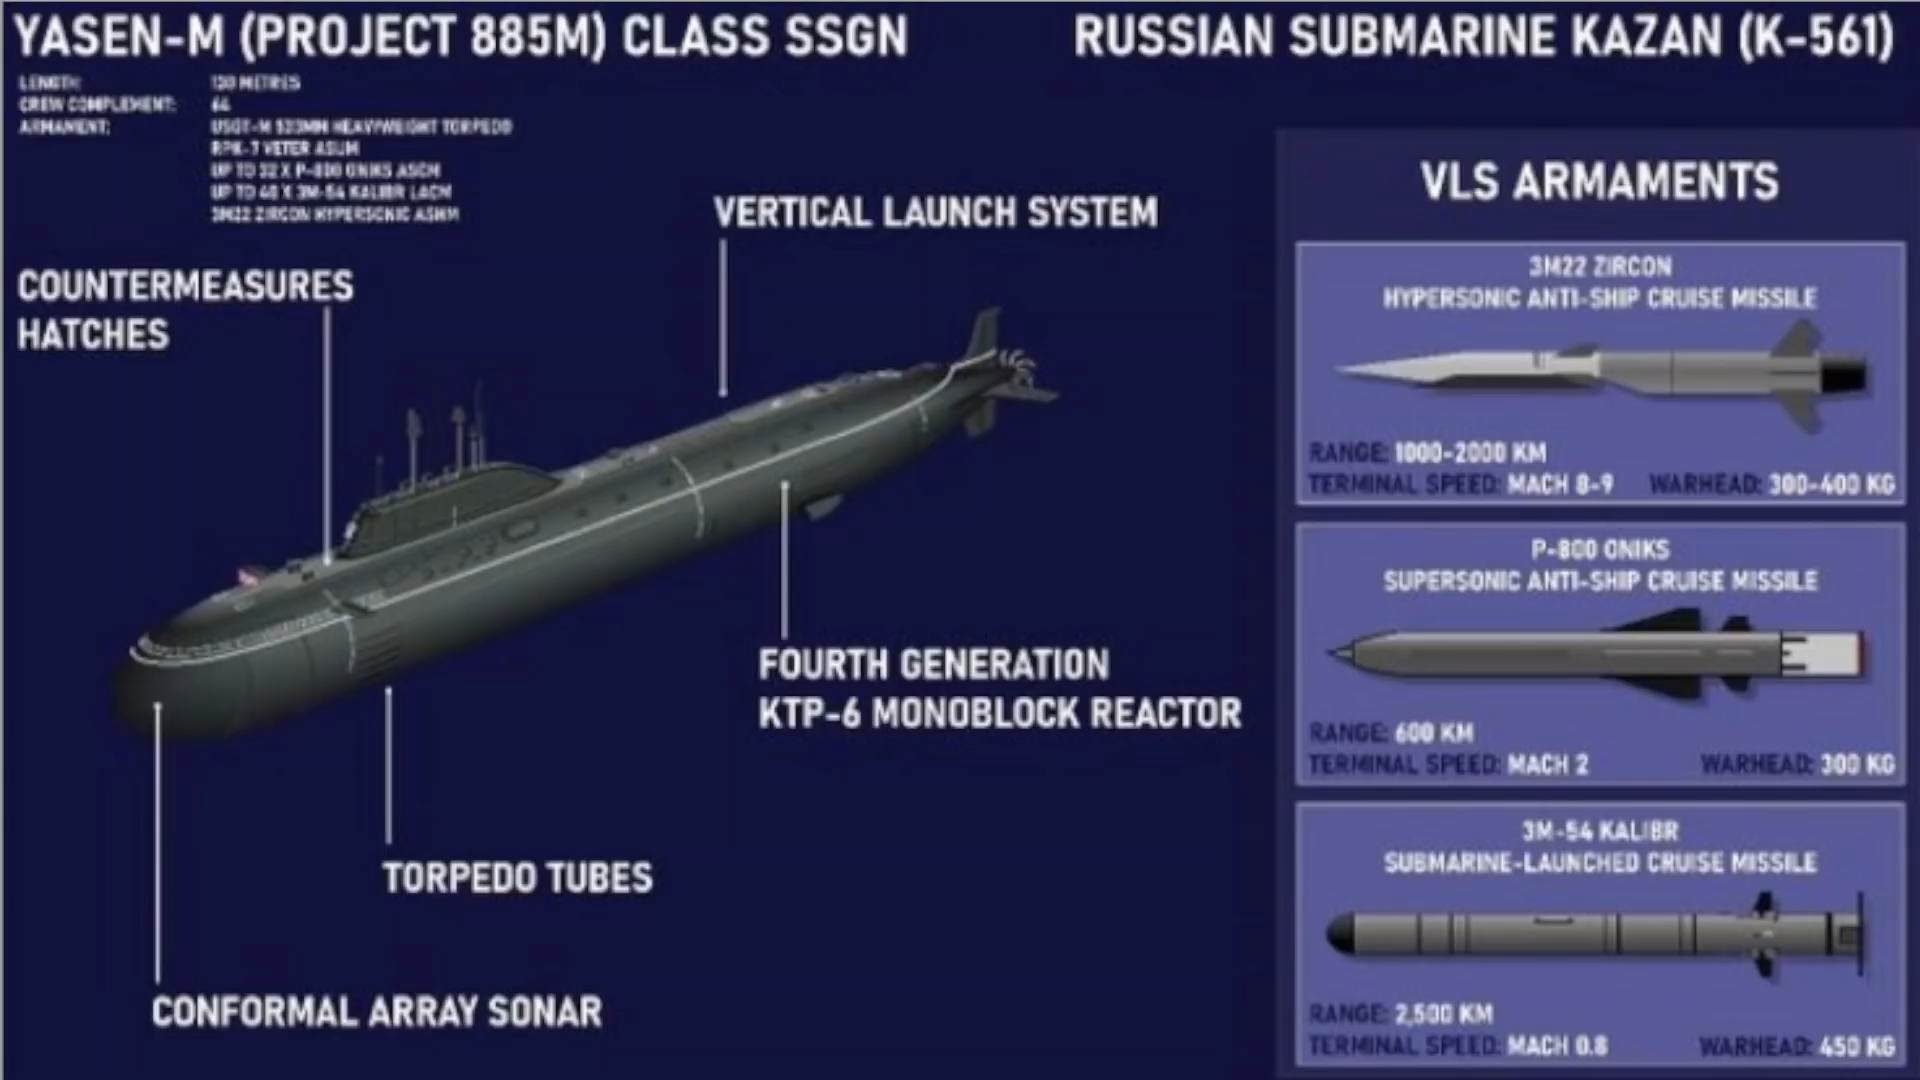 YASEN-M (PROJECT 885M) CLASS SSGN
RUSSIAN SUBMARINE KAZAN (K-561)
LENGTH: 130 METRES
CREW COMPLEMENT: 64
ARMAMENT: USGT-M 533MM HEAVYWEIGHT TORPEDO
RPK-7 VETER ASUM
UP TO 32 X P-800 ONIKS ASCM
UP TO 40 X 3M-54 KALIBR LACM
3M22 ZIRCON HYPERSONIC ASHM
COUNTERMEASURES
HATCHES
VERTICAL LAUNCH SYSTEM
FOURTH GENERATION
KTP-6 MONOBLOCK REACTOR
TORPEDO TUBES
CONFORMAL ARRAY SONAR
VLS ARMAMENTS
3M22 ZIRCON
HYPERSONIC ANTI-SHIP CRUISE MISSILE
RANGE: 1000-2000 KM
TERMINAL SPEED: MACH 8-9 WARHEAD: 300-400 KG
P-800 ONIKS
SUPERSONIC ANTI-SHIP CRUISE MISSILE
RANGE: 600 KM
TERMINAL SPEED: MACH 2 WARHEAD: 300 KG
3M-54 KALIBR
SUBMARINE-LAUNCHED CRUISE MISSILE
RANGE: 2,500 KM
TERMINAL SPEED: MACH 0.8 WARHEAD: 450 KG